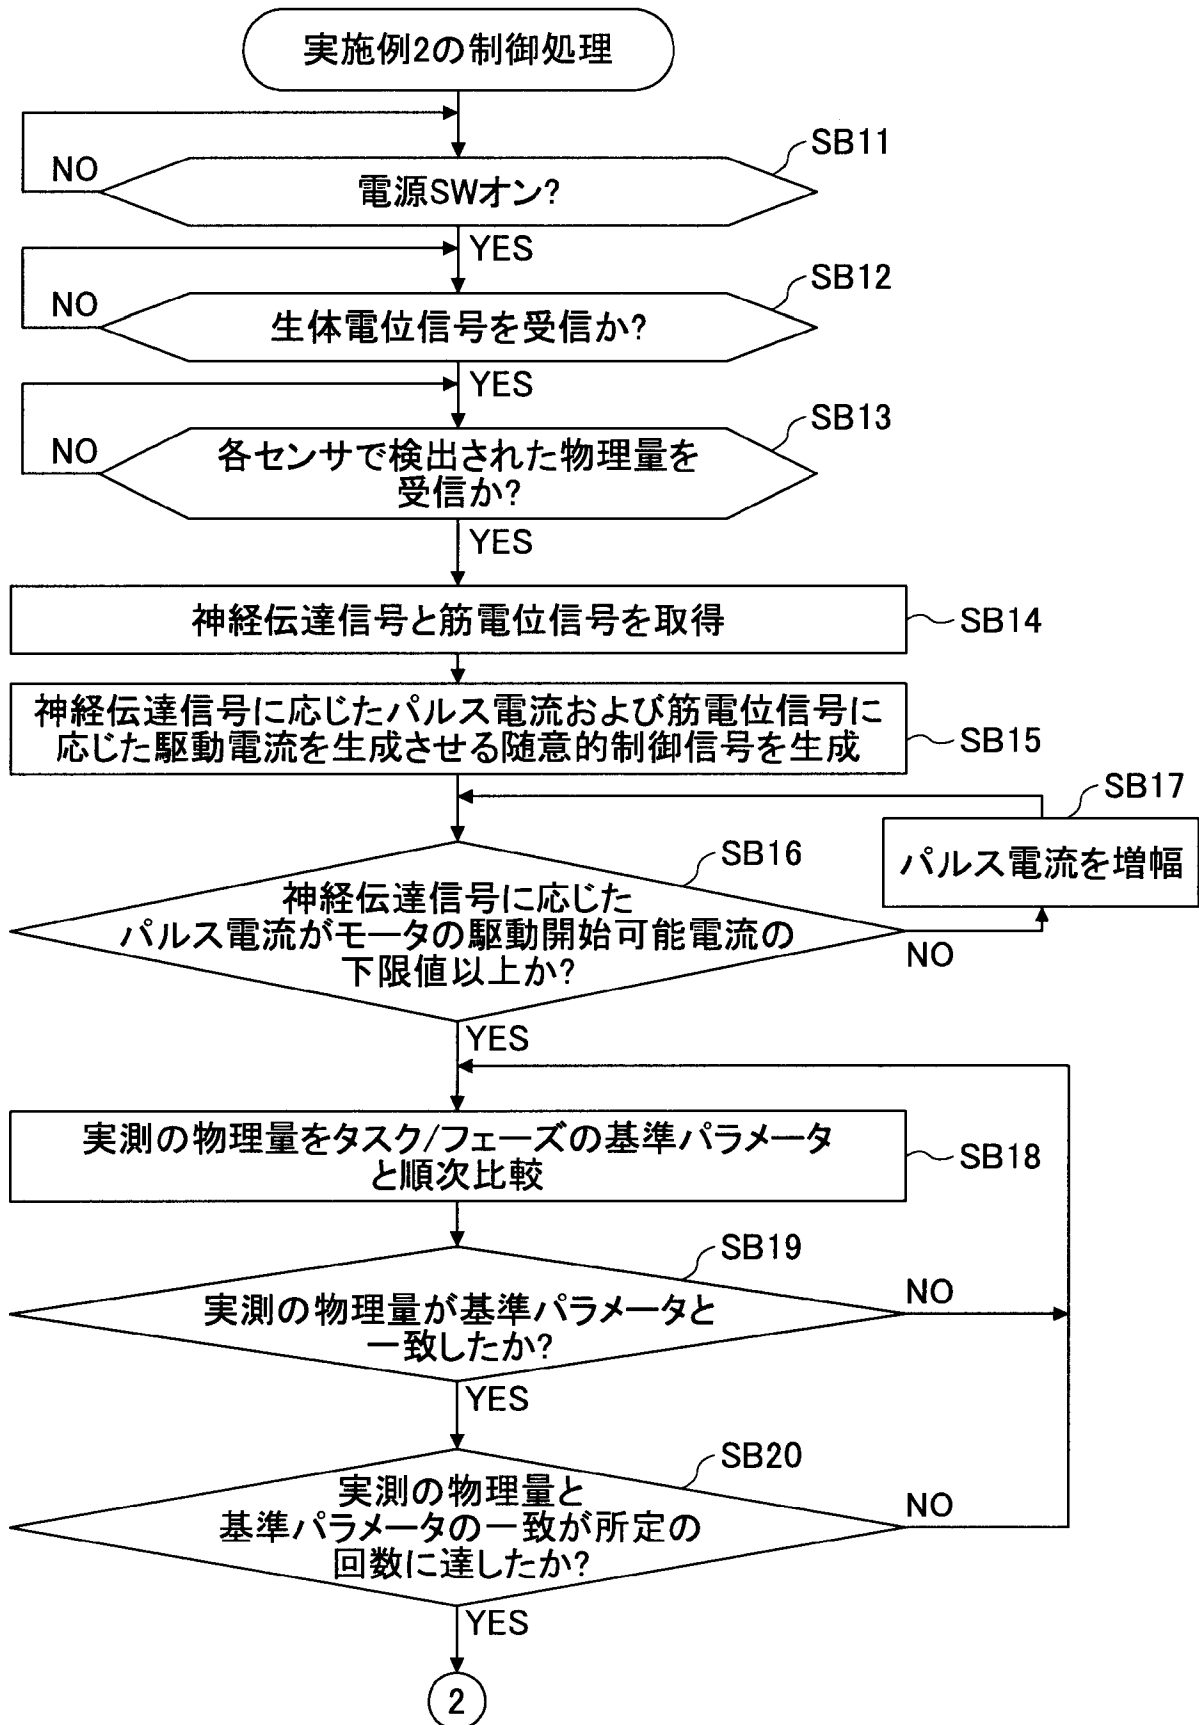 実施例2の制御処理
SB11
NO
電源SWオン?
YES
SB12
NO
生体電位信号を受信か?
YES
SB13
NO
各センサで検出された物理量を
受信か?
YES
神経伝達信号と筋電位信号を取得
SB14
神経伝達信号に応じたパルス電流および筋電位信号に
応じた駆動電流を生成させる随意的制御信号を生成
SB15
SB17
パルス電流を増幅
SB16
神経伝達信号に応じた
パルス電流がモータの駆動開始可能電流の
下限値以上か?
NO
YES
実測の物理量をタスク/フェーズの基準パラメータ
と順次比較
SB18
SB19
実測の物理量が基準パラメータと
一致したか?
NO
YES
SB20
実測の物理量と
基準パラメータの一致が所定の
回数に達したか?
NO
YES
2